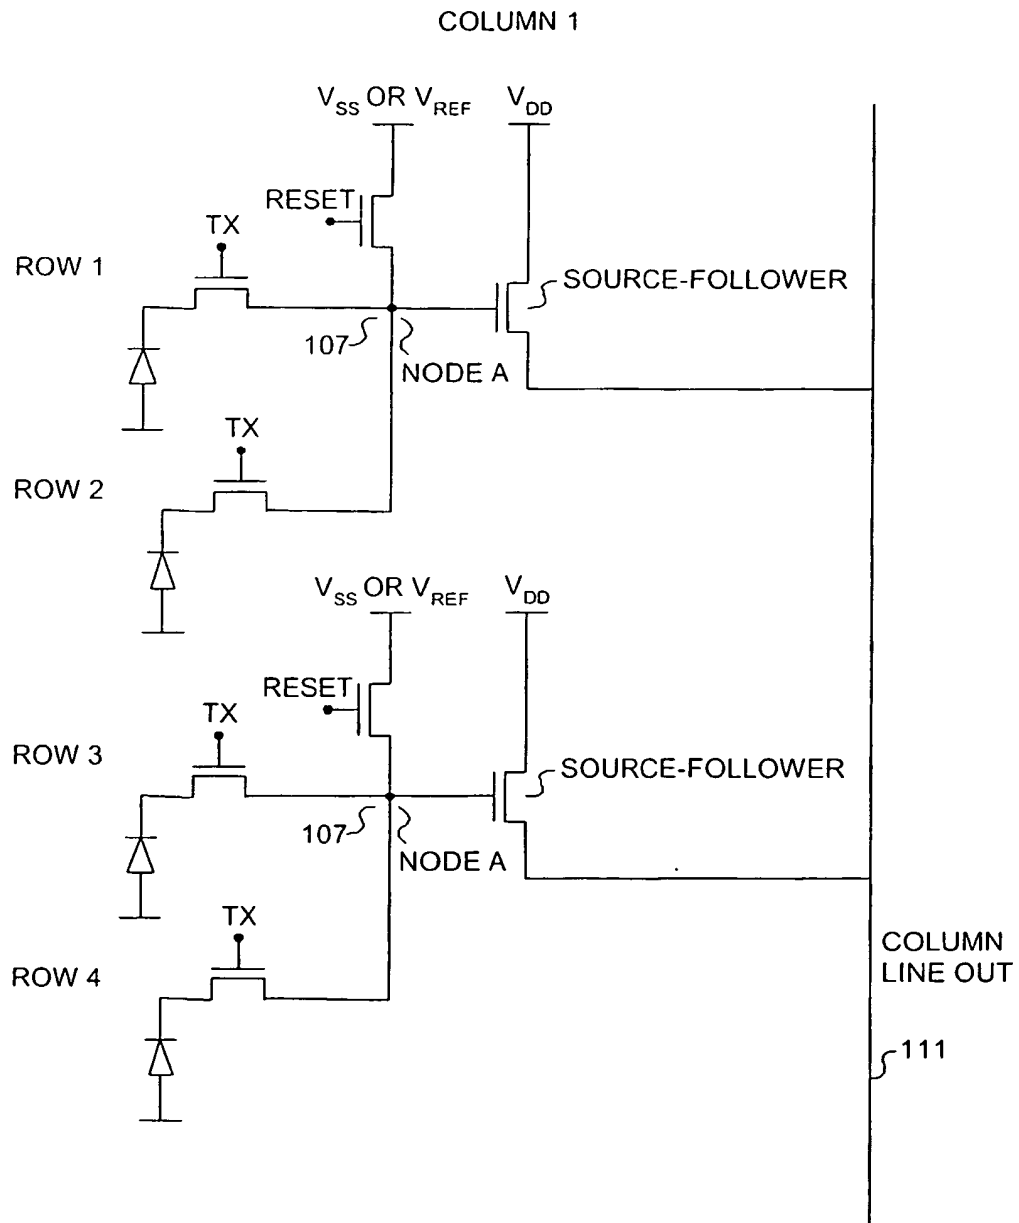 COLUMN 1
V_SS OR V_REF
V_DD
RESET
TX
ROW 1
SOURCE-FOLLOWER
107
NODE A
TX
ROW 2
V_SS OR V_REF
V_DD
RESET
TX
ROW 3
SOURCE-FOLLOWER
107
NODE A
TX
ROW 4
COLUMN
LINE OUT
111